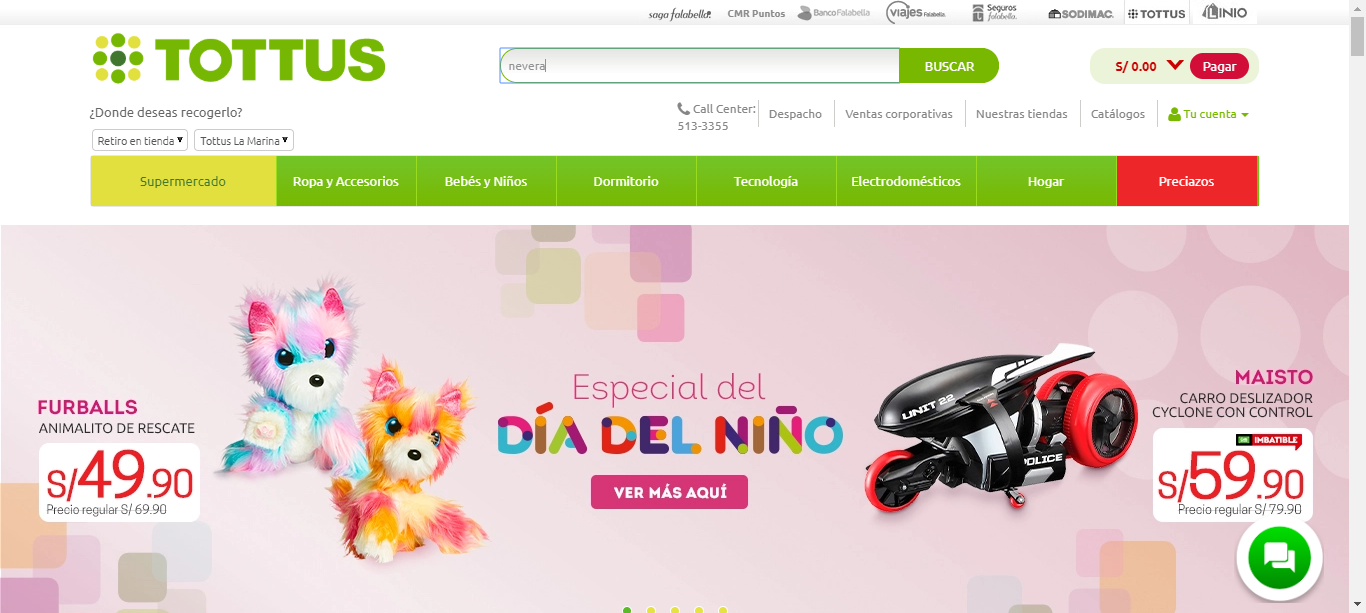 saga falabella. CMR Puntos BancoFalabella viajes Falabella Seguros falabella. SODIMAC. TOTTUS LINIO
TOTTUS
nevera
BUSCAR
S/ 0.00
Pagar
¿Donde deseas recogerlo?
Retiro en tienda
Tottus La Marina
Call Center:
513-3355
Despacho
Ventas corporativas
Nuestras tiendas
Catálogos
Tu cuenta
Supermercado
Ropa y Accesorios
Bebés y Niños
Dormitorio
Tecnología
Electrodomésticos
Hogar
Preciazos
FURBALLS
ANIMALITO DE RESCATE
S/49.90
Precio regular S/ 69.90
Especial del
DÍA DEL NIÑO
VER MÁS AQUÍ
UNIT 22
POLICE
MAISTO
CARRO DESLIZADOR
CYCLONE CON CONTROL
IMBATIBLE
S/59.90
Precio regular S/ 79.90